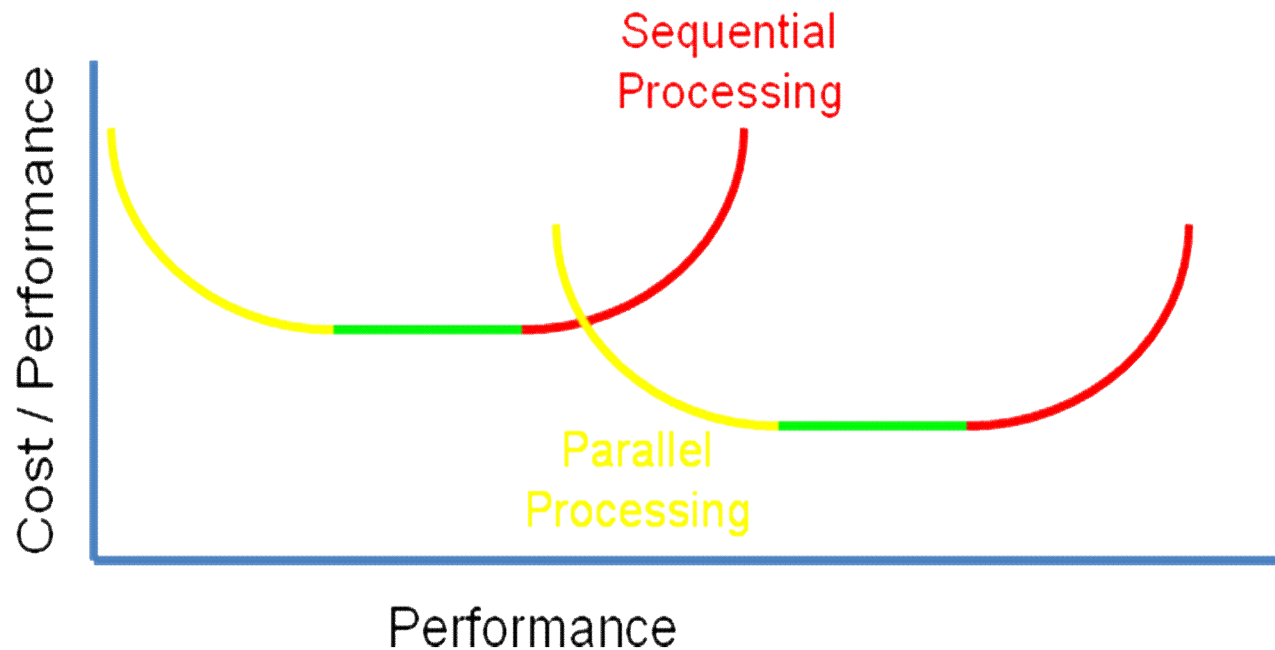 Sequential
Processing
Cost / Performance
Parallel
Processing
Performance